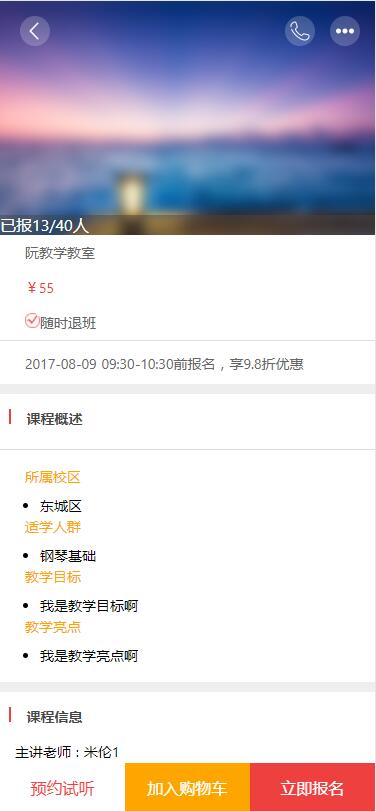 已报13/40人
阮教学教室
￥55
随时退班
2017-08-09 09:30-10:30前报名，享9.8折优惠
课程概述
所属校区
东城区
适学人群
钢琴基础
教学目标
我是教学目标啊
教学亮点
我是教学亮点啊
课程信息
主讲老师：米伦1
预约试听 加入购物车 立即报名